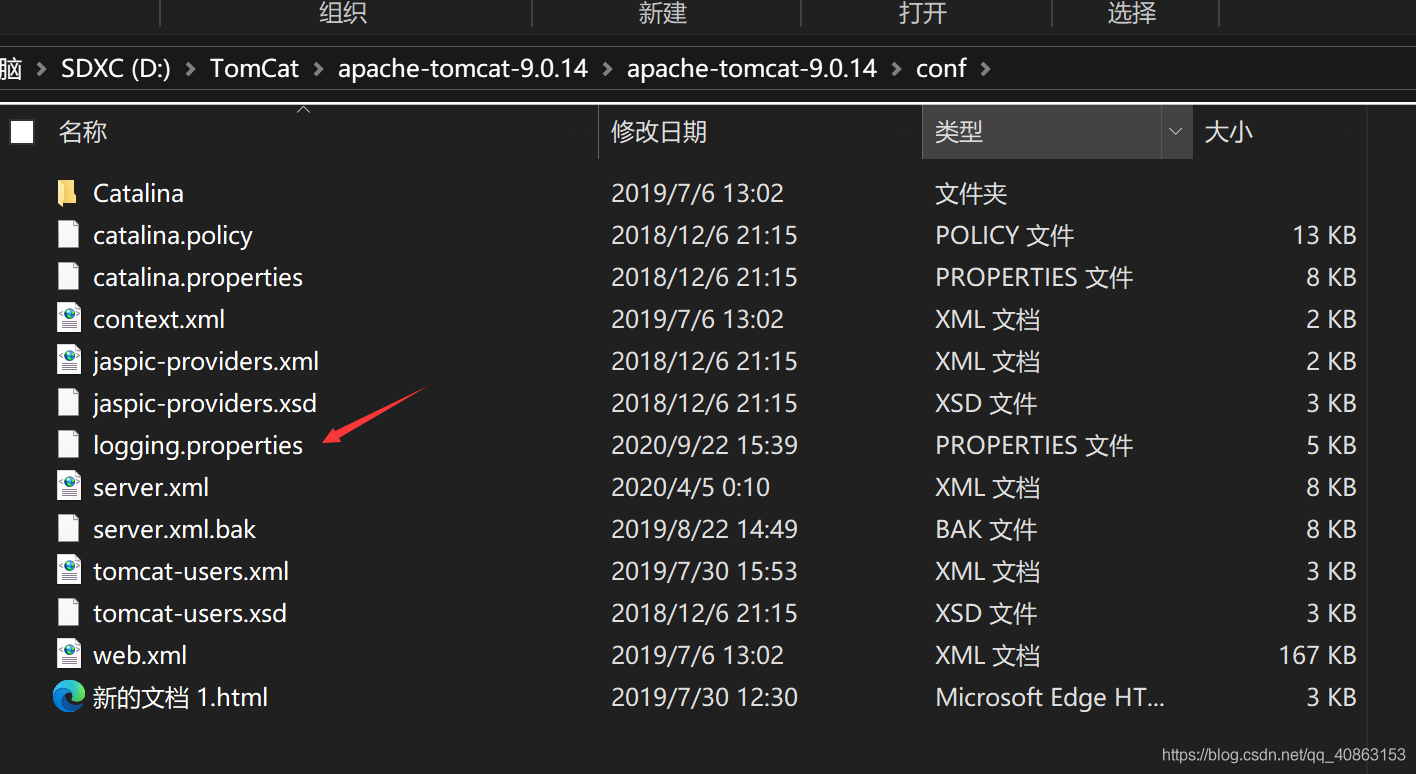 组织 新建 打开 选择
脑 SDXC (D:) TomCat apache-tomcat-9.0.14 apache-tomcat-9.0.14 conf
名称 修改日期 类型 大小
Catalina 2019/7/6 13:02 文件夹
catalina.policy 2018/12/6 21:15 POLICY 文件 13 KB
catalina.properties 2018/12/6 21:15 PROPERTIES 文件 8 KB
context.xml 2019/7/6 13:02 XML 文档 2 KB
jaspic-providers.xml 2018/12/6 21:15 XML 文档 2 KB
jaspic-providers.xsd 2018/12/6 21:15 XSD 文件 3 KB
logging.properties 2020/9/22 15:39 PROPERTIES 文件 5 KB
server.xml 2020/4/5 0:10 XML 文档 8 KB
server.xml.bak 2019/8/22 14:49 BAK 文件 8 KB
tomcat-users.xml 2019/7/30 15:53 XML 文档 3 KB
tomcat-users.xsd 2018/12/6 21:15 XSD 文件 3 KB
web.xml 2019/7/6 13:02 XML 文档 167 KB
新的文档 1.html 2019/7/30 12:30 Microsoft Edge HT... 3 KB
https://blog.csdn.net/qq_40863153